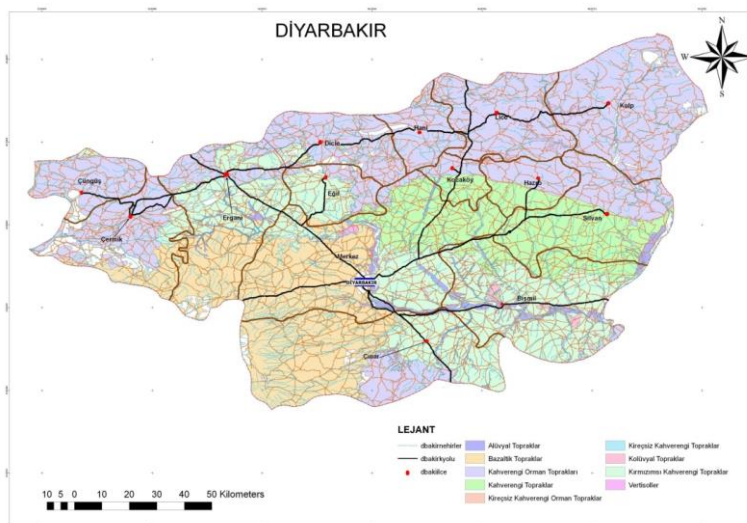 DİYARBAKIR
N
W E
S
Kulp
Lice
Hani
Dicle
Kocaköy
Hazro
Çüngüş
Eğil
Ergani
Silvan
Çermik
Merkez
DİYARBAKIR
Bismil
Çınar
LEJANT
dbakirnehirler
dbakirkyolu
dbakilce
Alüvyal Topraklar
Bazaltik Topraklar
Kahverengi Orman Toprakları
Kahverengi Topraklar
Kireçsiz Kahverengi Orman Topraklar
Kireçsiz Kahverengi Topraklar
Kolüvyal Topraklar
Kırmızımsı Kahverengi Topraklar
Vertisoller
10 5 0 10 20 30 40 50 Kilometers